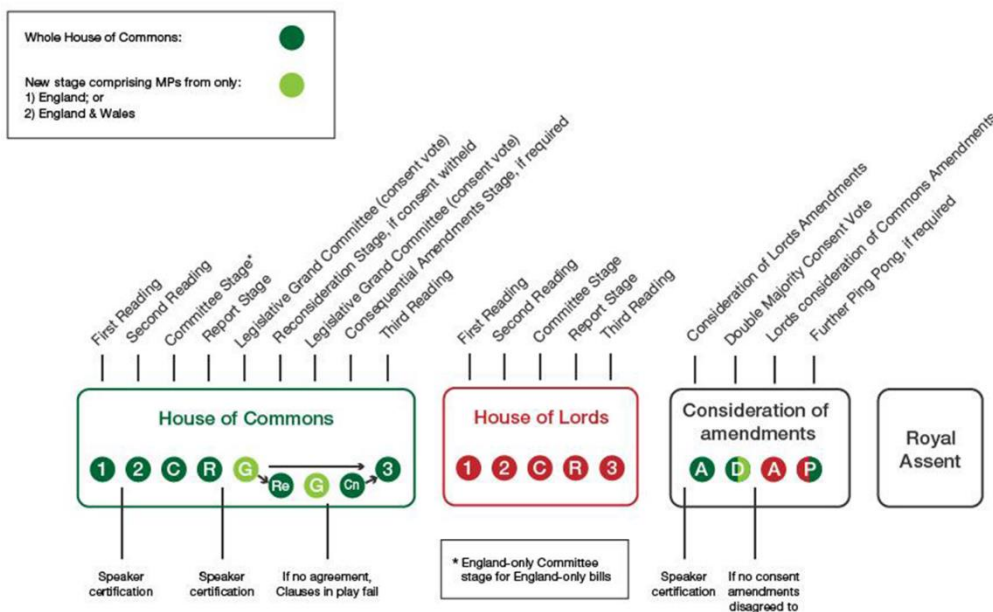 Whole House of Commons:
New stage comprising MPs from only:
1) England; or
2) England & Wales
First Reading
Second Reading
Committee Stage*
Report Stage
Legislative Grand Committee (consent vote)
Reconsideration Stage, if consent witheld
Legislative Grand Committee (consent vote)
Consequential Amendments Stage, if required
Third Reading
First Reading
Second Reading
Committee Stage
Report Stage
Third Reading
Consideration of Lords Amendments
Double Majority Consent Vote
Lords consideration of Commons Amendments
Further Ping Pong, if required
House of Commons
1 2 C R G Re G Cn 3
Speaker
certification
Speaker
certification
If no agreement,
Clauses in play fail
House of Lords
1 2 C R 3
* England-only Committee
stage for England-only bills
Consideration of
amendments
A D A P
Speaker
certification
If no consent
amendments
disagreed to
Royal
Assent